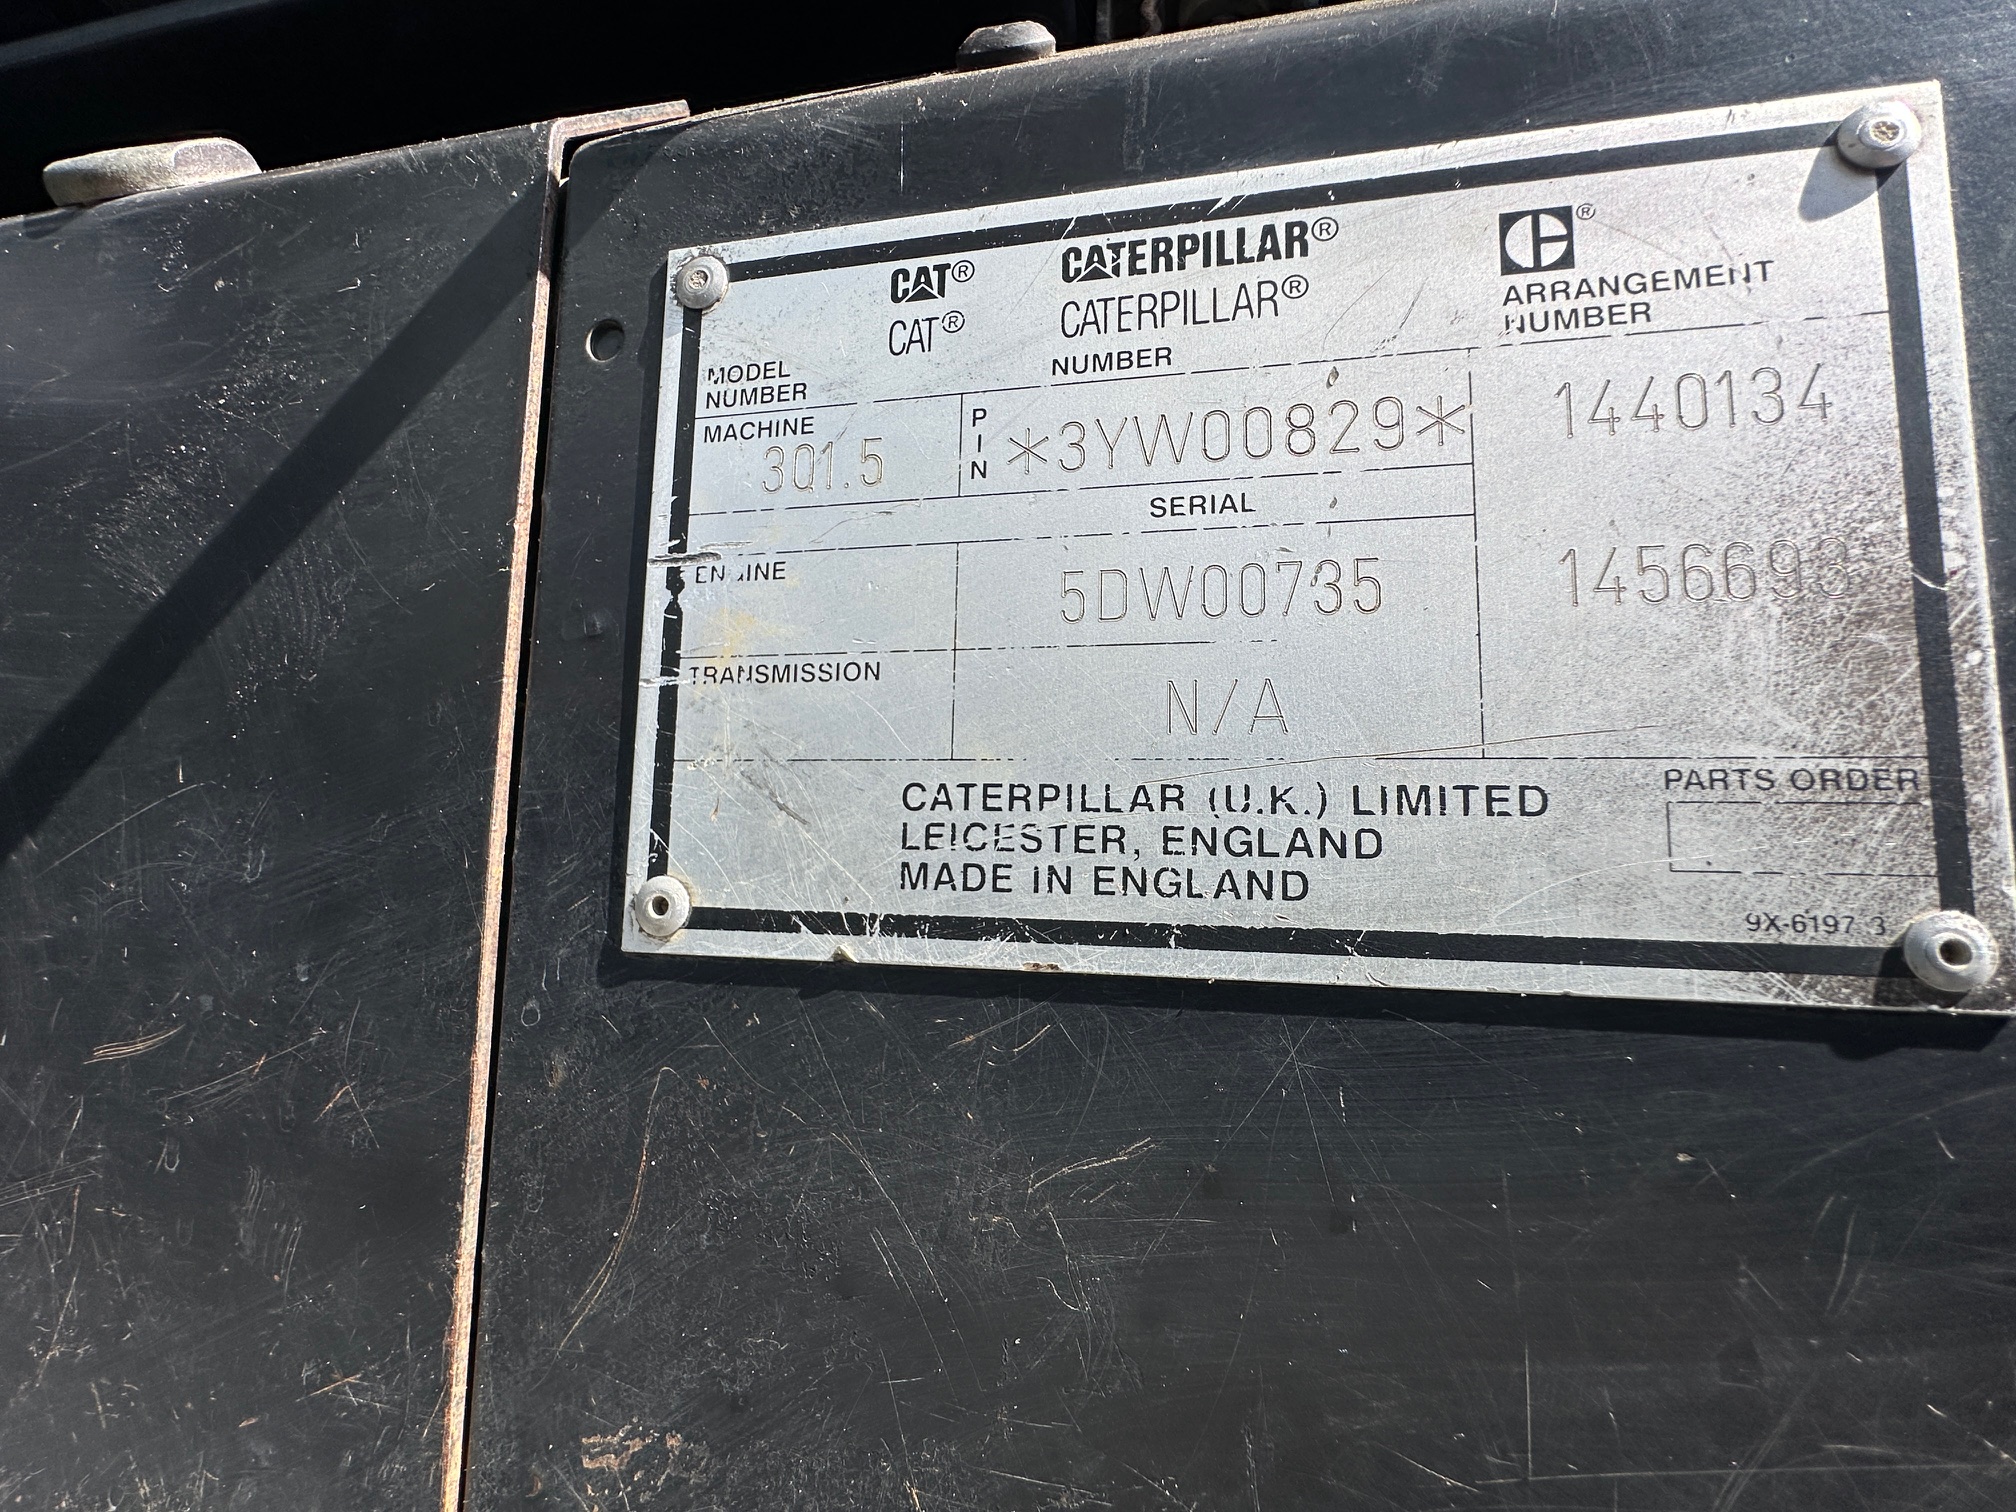 CAT® CATERPILLAR®
CAT® CATERPILLAR®
MODEL
NUMBER
NUMBER
ARRANGEMENT
NUMBER
MACHINE
301.5
PIN
*3YW00829*
1440134
SERIAL
ENGINE
5DW00735
1456693
TRANSMISSION
N/A
CATERPILLAR (U.K.) LIMITED
LEICESTER, ENGLAND
MADE IN ENGLAND
PARTS ORDER
9X-6197 3